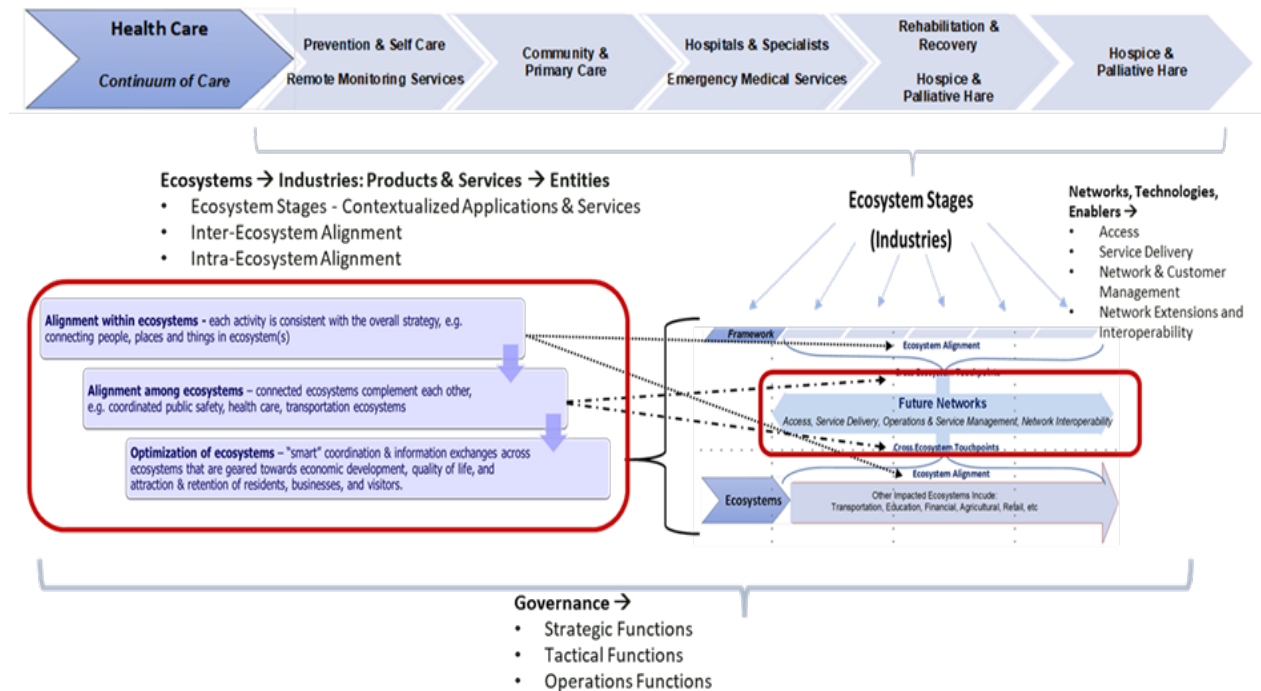 Health Care
Continuum of Care
Prevention & Self Care
Remote Monitoring Services
Community &
Primary Care
Hospitals & Specialists
Emergency Medical Services
Rehabilitation &
Recovery
Hospice &
Palliative Hare
Hospice &
Palliative Hare
Ecosystems → Industries: Products & Services → Entities
• Ecosystem Stages - Contextualized Applications & Services
• Inter-Ecosystem Alignment
• Intra-Ecosystem Alignment
Ecosystem Stages
(Industries)
Networks, Technologies,
Enablers →
• Access
• Service Delivery
• Network & Customer
Management
• Network Extensions and
Interoperability
Alignment within ecosystems - each activity is consistent with the overall strategy, e.g.
connecting people, places and things in ecosystem(s)
Alignment among ecosystems – connected ecosystems complement each other,
e.g. coordinated public safety, health care, transportation ecosystems
Optimization of ecosystems – "smart" coordination & information exchanges across
ecosystems that are geared towards economic development, quality of life, and
attraction & retention of residents, businesses, and visitors.
Framework
Ecosystem Alignment
Cross Ecosystem Touchpoints
Future Networks
Access, Service Delivery, Operations & Service Management, Network Interoperability
Cross Ecosystem Touchpoints
Ecosystem Alignment
Ecosystems
Other Impacted Ecosystems Incude:
Transportation, Education, Financial, Agricultural, Retail, etc
Governance →
• Strategic Functions
• Tactical Functions
• Operations Functions